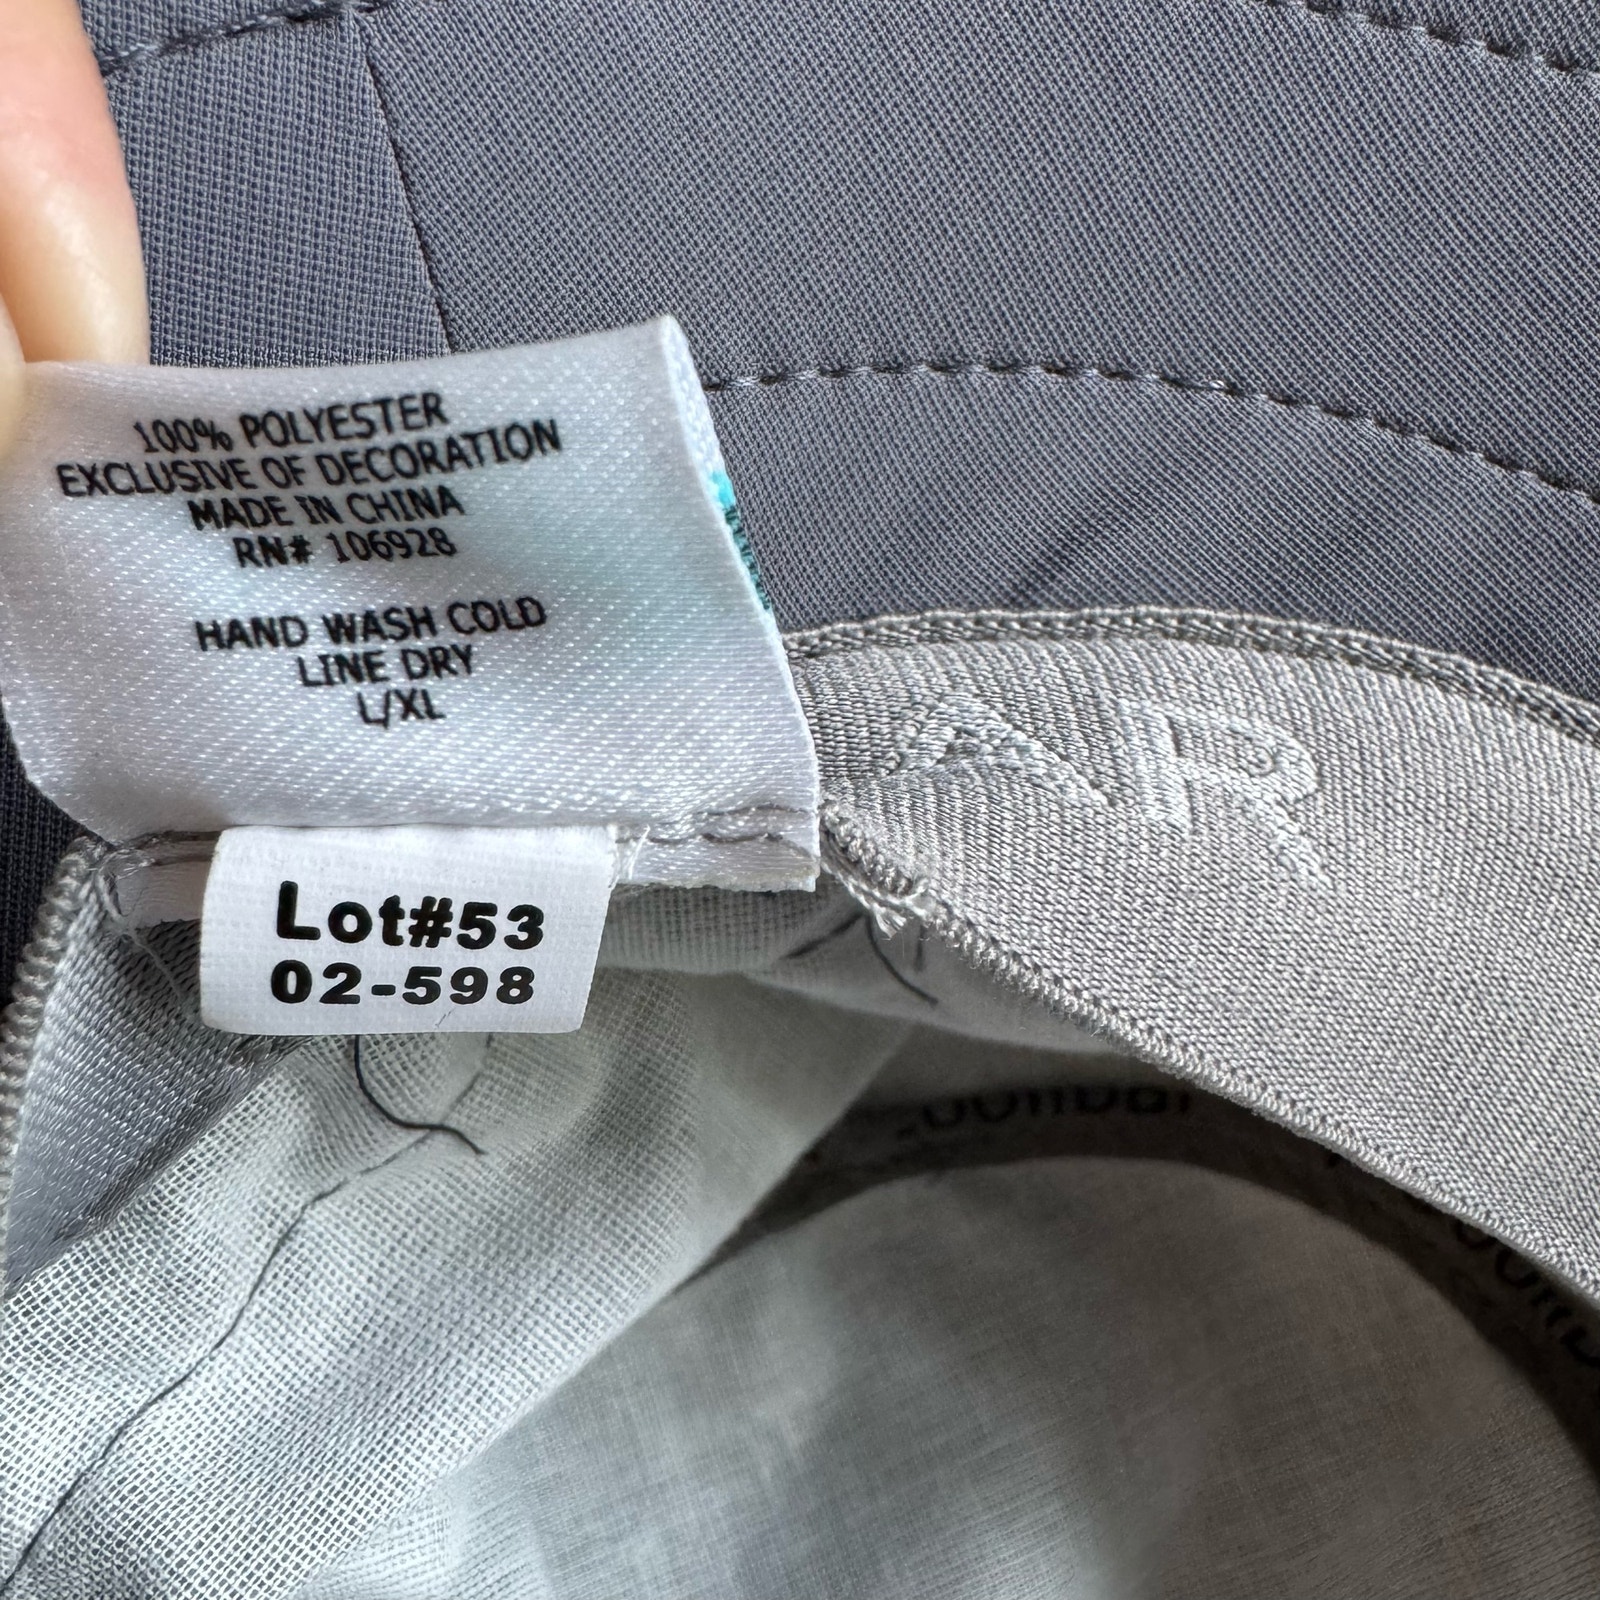 100% POLYESTER
EXCLUSIVE OF DECORATION
MADE IN CHINA
RN# 106928
HAND WASH COLD
LINE DRY
L/XL
Lot#53
02-598